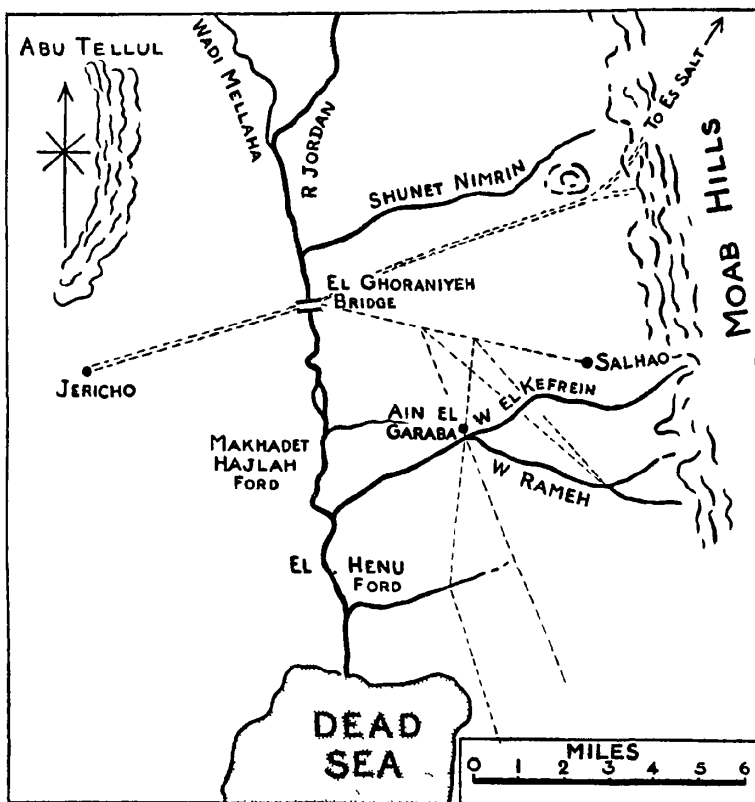 ABU TELLUL
WADI MELLAHA
R JORDAN
TO ES SALT
MOAB HILLS
SHUNET NIMRIN
EL GHORANIYEH
BRIDGE
JERICHO
SALHAO
W EL KEFREIN
AIN EL
GARABA
MAKHADET
HAJLAH
FORD
W RAMEH
EL HENU
FORD
DEAD
SEA
MILES
0 1 2 3 4 5 6